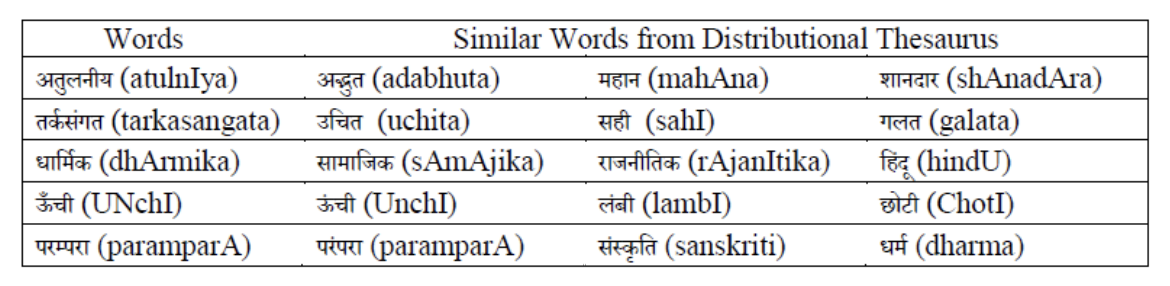 Words Similar Words from Distributional Thesaurus
अतुलनीय (atulnIya) अद्भुत (adabhuta) महान (mahAna) शानदार (shAnadAra)
तर्कसंगत (tarkasangata) उचित (uchita) सही (sahI) गलत (galata)
धार्मिक (dhArmika) सामाजिक (sAmAjika) राजनीतिक (rAjanItika) हिंदू (hindU)
ऊँची (UNchI) ऊंची (UnchI) लंबी (lambI) छोटी (ChotI)
परम्परा (paramparA) परंपरा (paramparA) संस्कृति (sanskriti) धर्म (dharma)